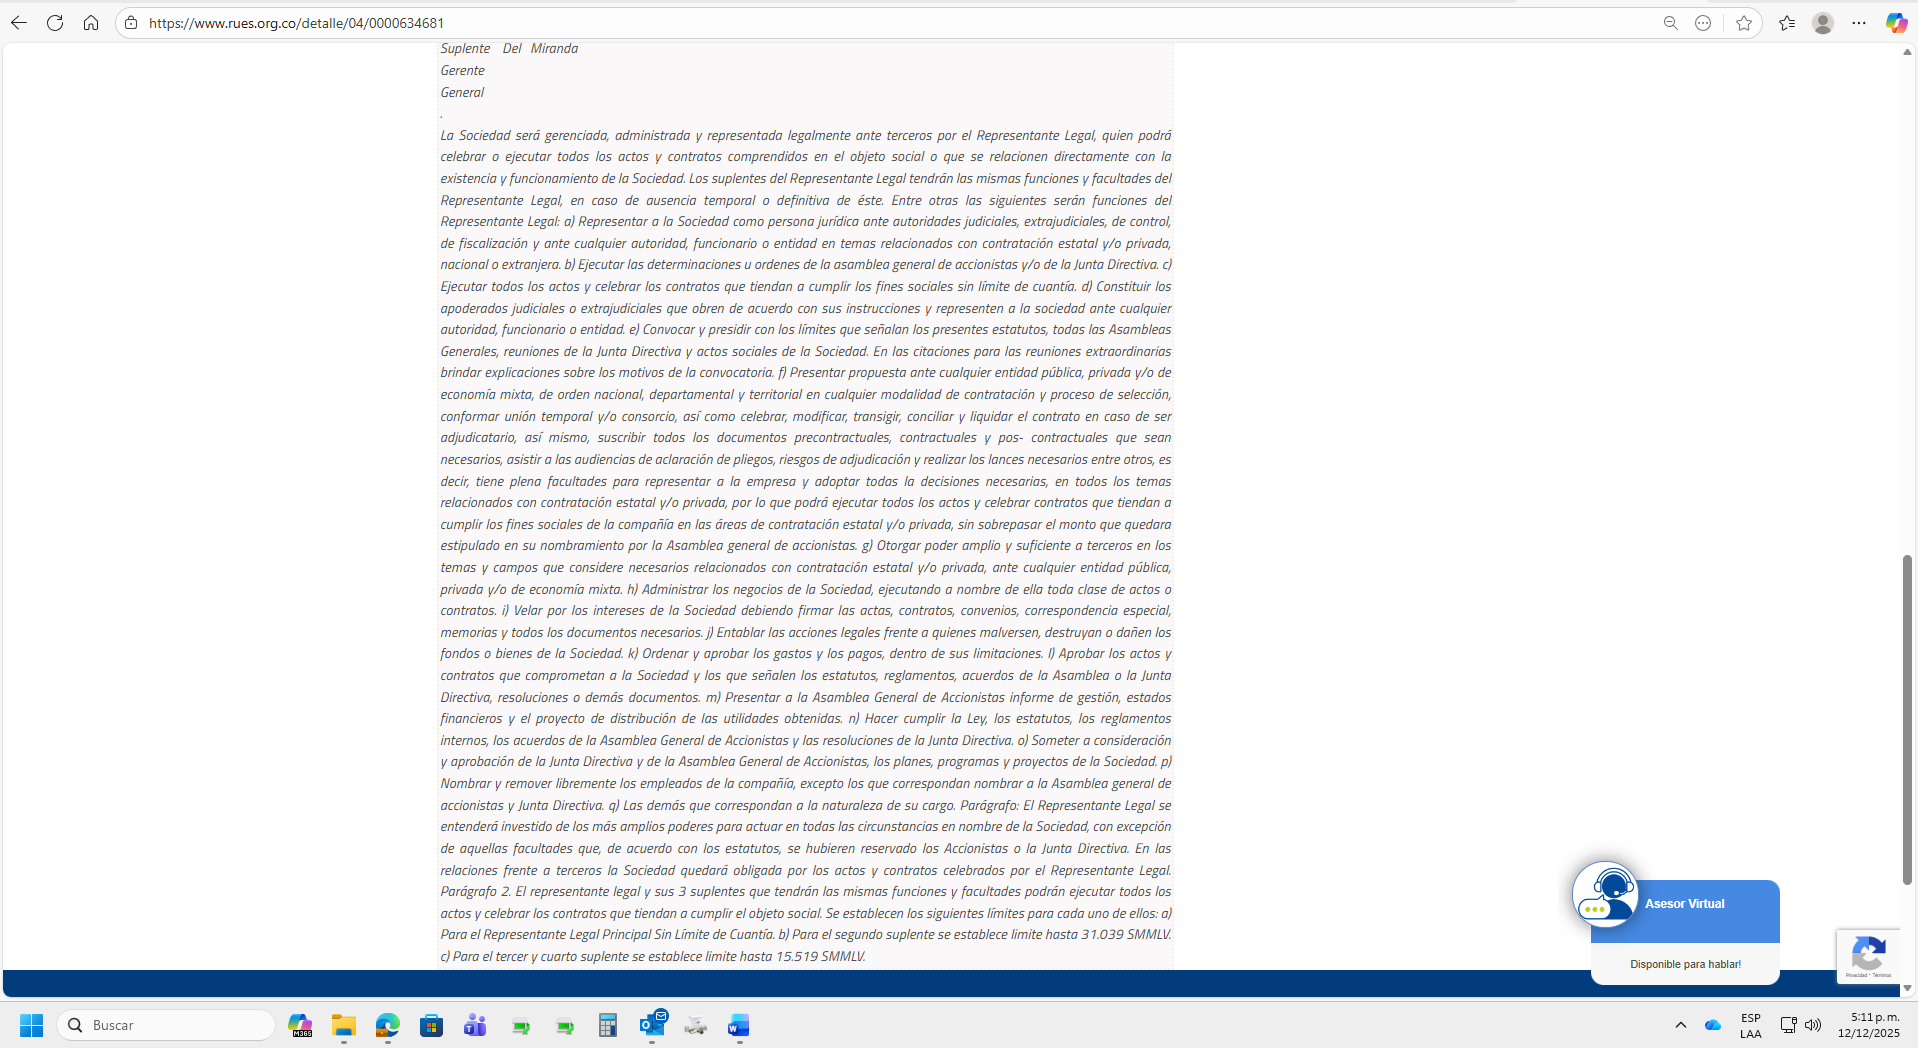 https://www.rues.org.co/detalle/04/0000634681
Suplente Del Miranda
Gerente
General
.
La Sociedad será gerenciada, administrada y representada legalmente ante terceros por el Representante Legal, quien podrá
celebrar o ejecutar todos los actos y contratos comprendidos en el objeto social o que se relacionen directamente con la
existencia y funcionamiento de la Sociedad. Los suplentes del Representante Legal tendrán las mismas funciones y facultades del
Representante Legal, en caso de ausencia temporal o definitiva de éste. Entre otras las siguientes serán funciones del
Representante Legal: a) Representar a la Sociedad como persona jurídica ante autoridades judiciales, extrajudiciales, de control,
de fiscalización y ante cualquier autoridad, funcionario o entidad en temas relacionados con contratación estatal y/o privada,
nacional o extranjera. b) Ejecutar las determinaciones u ordenes de la asamblea general de accionistas y/o de la Junta Directiva. c)
Ejecutar todos los actos y celebrar los contratos que tiendan a cumplir los fines sociales sin límite de cuantía. d) Constituir los
apoderados judiciales o extrajudiciales que obren de acuerdo con sus instrucciones y representen a la sociedad ante cualquier
autoridad, funcionario o entidad. e) Convocar y presidir con los límites que señalan los presentes estatutos, todas las Asambleas
Generales, reuniones de la Junta Directiva y actos sociales de la Sociedad. En las citaciones para las reuniones extraordinarias
brindar explicaciones sobre los motivos de la convocatoria. f) Presentar propuesta ante cualquier entidad pública, privada y/o de
economía mixta, de orden nacional, departamental y territorial en cualquier modalidad de contratación y proceso de selección,
conformar unión temporal y/o consorcio, así como celebrar, modificar, transigir, conciliar y liquidar el contrato en caso de ser
adjudicatario, así mismo, suscribir todos los documentos precontractuales, contractuales y pos- contractuales que sean
necesarios, asistir a las audiencias de aclaración de pliegos, riesgos de adjudicación y realizar los lances necesarios entre otros, es
decir, tiene plena facultades para representar a la empresa y adoptar todas la decisiones necesarias, en todos los temas
relacionados con contratación estatal y/o privada, por lo que podrá ejecutar todos los actos y celebrar contratos que tiendan a
cumplir los fines sociales de la compañía en las áreas de contratación estatal y/o privada, sin sobrepasar el monto que quedara
estipulado en su nombramiento por la Asamblea general de accionistas. g) Otorgar poder amplio y suficiente a terceros en los
temas y campos que considere necesarios relacionados con contratación estatal y/o privada, ante cualquier entidad pública,
privada y/o de economía mixta. h) Administrar los negocios de la Sociedad, ejecutando a nombre de ella toda clase de actos o
contratos. i) Velar por los intereses de la Sociedad debiendo firmar las actas, contratos, convenios, correspondencia especial,
memorias y todos los documentos necesarios. j) Entablar las acciones legales frente a quienes malversen, destruyan o dañen los
fondos o bienes de la Sociedad. k) Ordenar y aprobar los gastos y los pagos, dentro de sus limitaciones. l) Aprobar los actos y
contratos que comprometan a la Sociedad y los que señalen los estatutos, reglamentos, acuerdos de la Asamblea o la Junta
Directiva, resoluciones o demás documentos. m) Presentar a la Asamblea General de Accionistas informe de gestión, estados
financieros y el proyecto de distribución de las utilidades obtenidas. n) Hacer cumplir la Ley, los estatutos, los reglamentos
internos, los acuerdos de la Asamblea General de Accionistas y las resoluciones de la Junta Directiva. o) Someter a consideración
y aprobación de la Junta Directiva y de la Asamblea General de Accionistas, los planes, programas y proyectos de la Sociedad. p)
Nombrar y remover libremente los empleados de la compañía, excepto los que correspondan nombrar a la Asamblea general de
accionistas y Junta Directiva. q) Las demás que correspondan a la naturaleza de su cargo. Parágrafo: El Representante Legal se
entenderá investido de los más amplios poderes para actuar en todas las circunstancias en nombre de la Sociedad, con excepción
de aquellas facultades que, de acuerdo con los estatutos, se hubieren reservado los Accionistas o la Junta Directiva. En las
relaciones frente a terceros la Sociedad quedará obligada por los actos y contratos celebrados por el Representante Legal.
Parágrafo 2. El representante legal y sus 3 suplentes que tendrán las mismas funciones y facultades podrán ejecutar todos los
actos y celebrar los contratos que tiendan a cumplir el objeto social. Se establecen los siguientes límites para cada uno de ellos: a)
Para el Representante Legal Principal Sin Límite de Cuantía. b) Para el segundo suplente se establece limite hasta 31.039 SMMLV.
c) Para el tercer y cuarto suplente se establece limite hasta 15.519 SMMLV.
Asesor Virtual
Disponible para hablar!
Privacidad - Términos
Buscar
M365
ESP
LAA
5:11 p. m.
12/12/2025